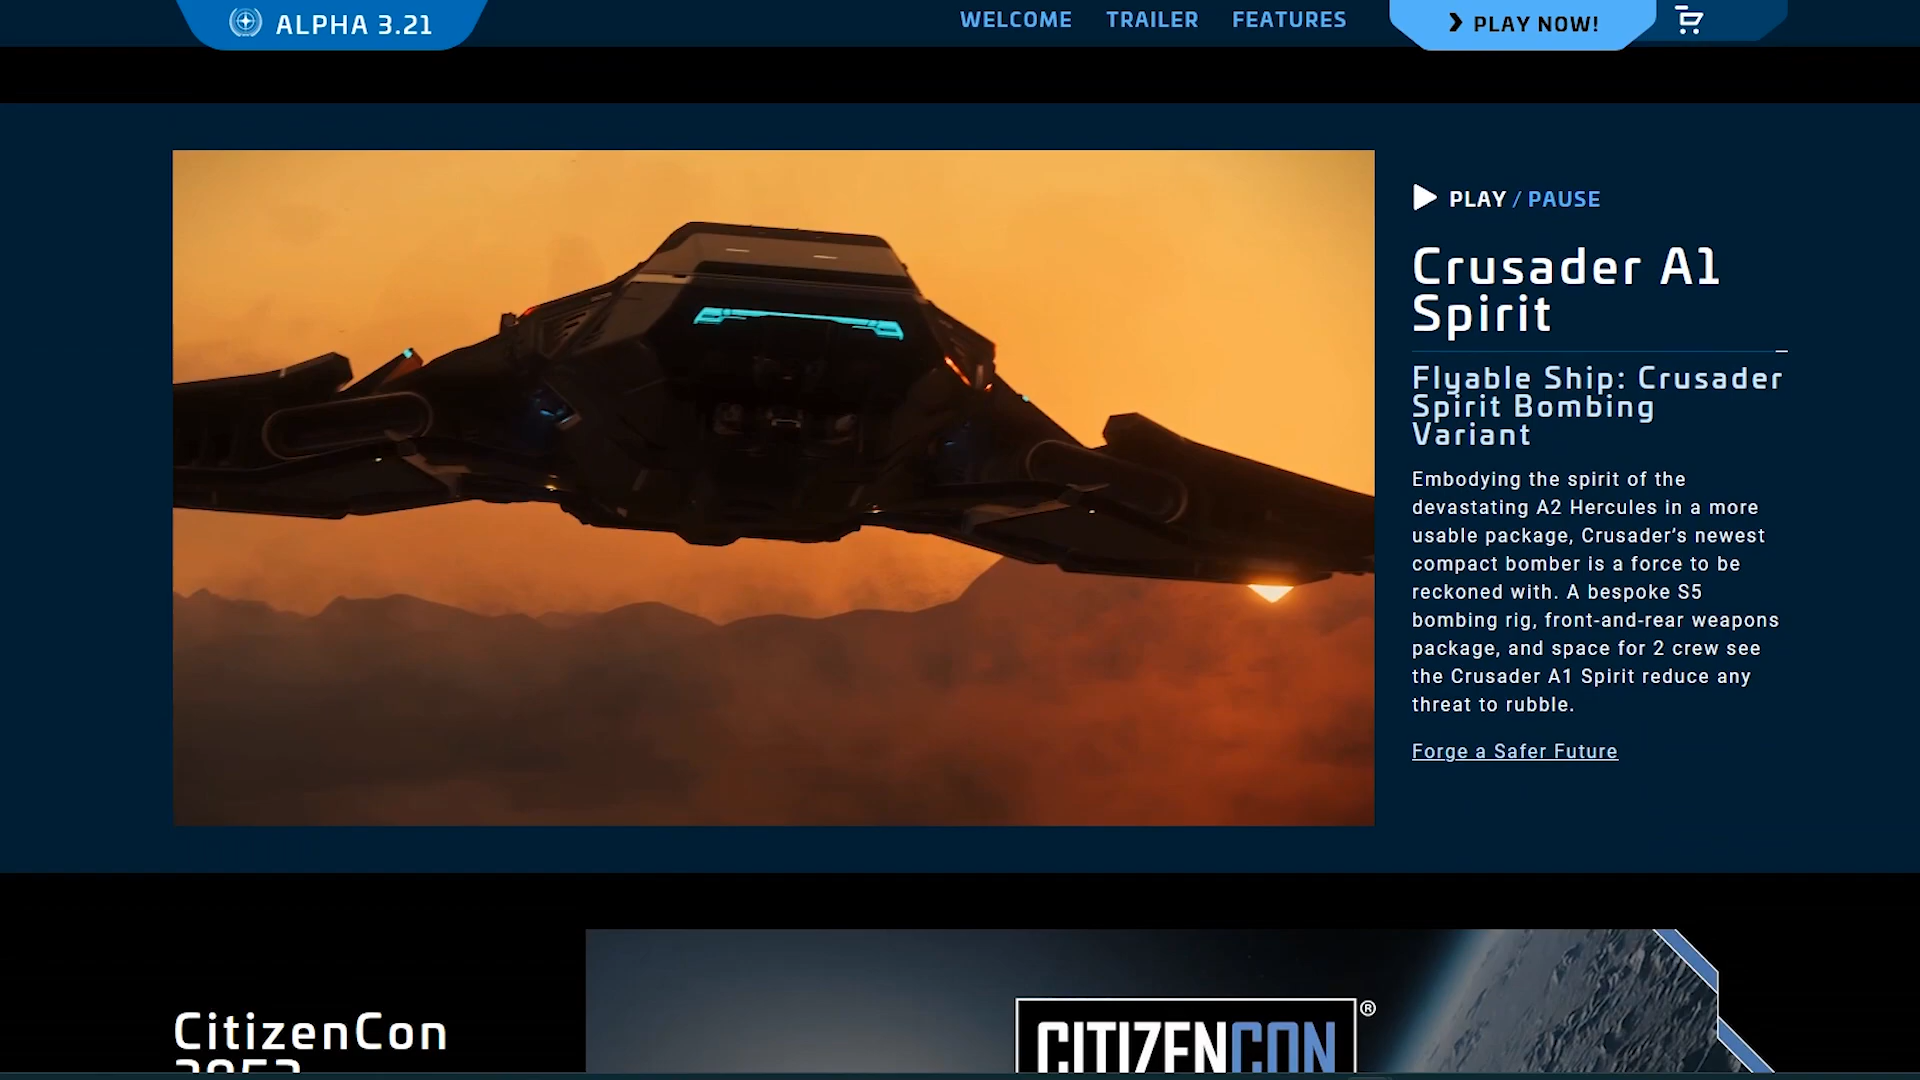 ALPHA 3.21
WELCOME
TRAILER
FEATURES
PLAY NOW!
PLAY / PAUSE
Crusader A1
Spirit
Flyable Ship: Crusader
Spirit Bombing
Variant
Embodying the spirit of the
devastating A2 Hercules in a more
usable package, Crusader’s newest
compact bomber is a force to be
reckoned with. A bespoke S5
bombing rig, front-and-rear weapons
package, and space for 2 crew see
the Crusader A1 Spirit reduce any
threat to rubble.
Forge a Safer Future
CitizenCon
2953
CITIZENCON®